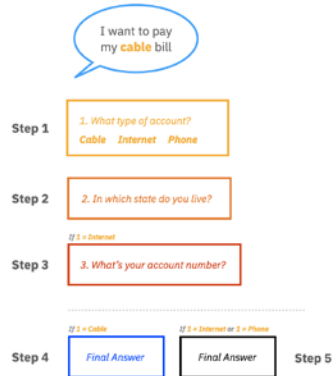 I want to pay
my cable bill
Step 1
1. What type of account?
Cable Internet Phone
Step 2
2. In which state do you live?
If 1 = Internet
Step 3
3. What's your account number?
If 1 = Cable
If 1 = Internet or 1 = Phone
Step 4
Final Answer
Final Answer
Step 5